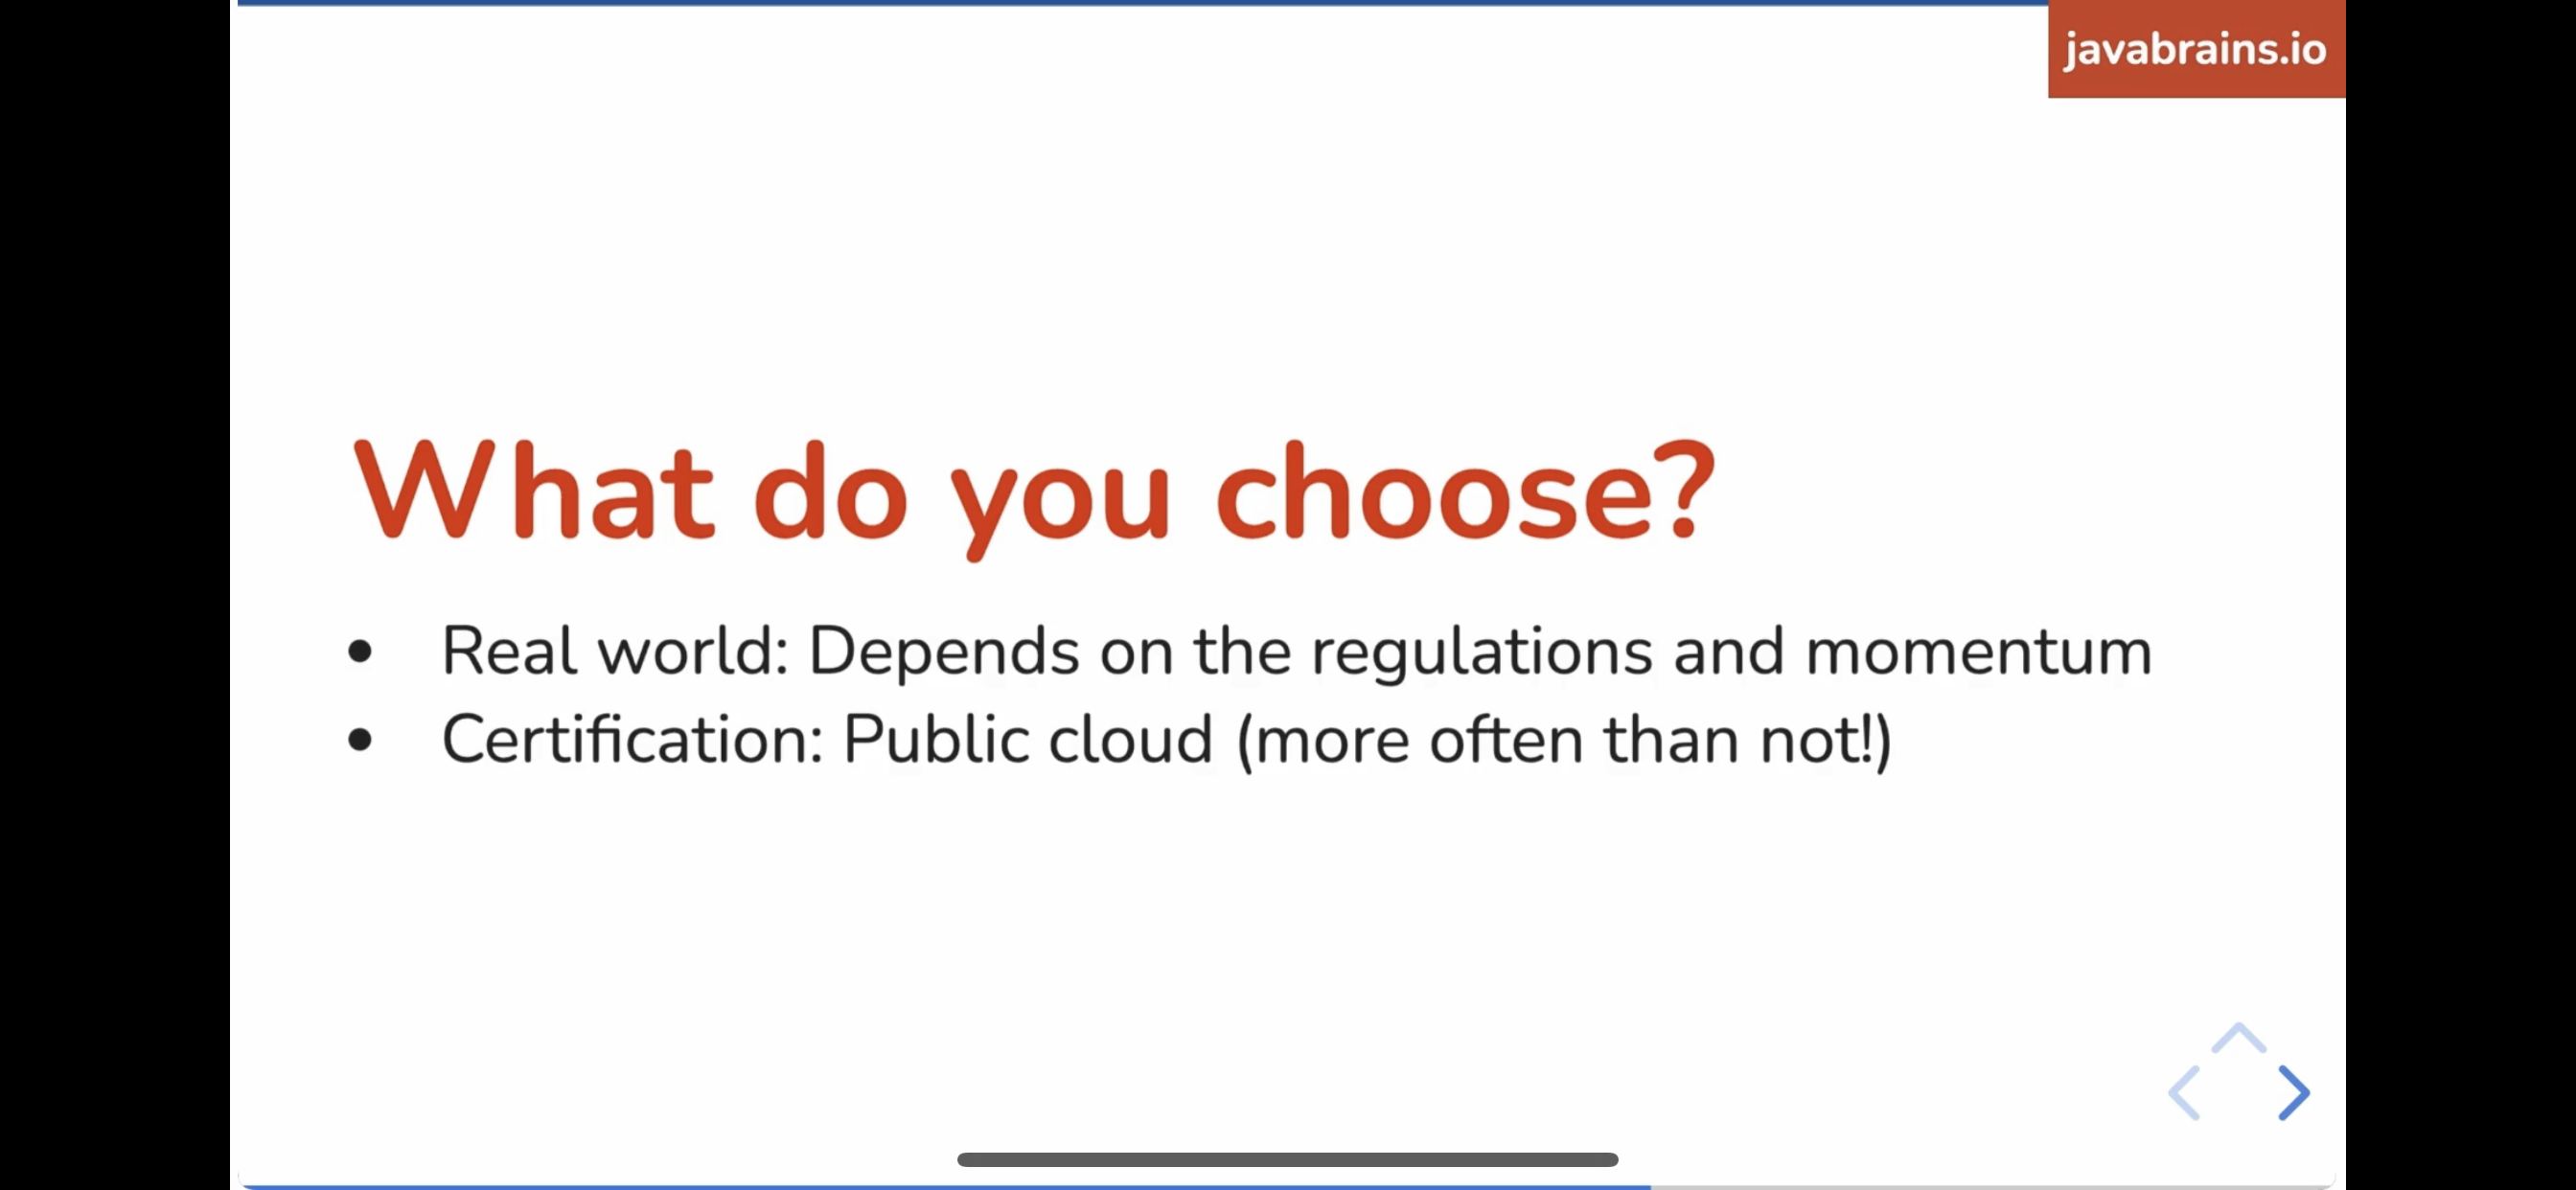 javabrains.io
What do you choose?
• Real world: Depends on the regulations and momentum
• Certification: Public cloud (more often than not!)